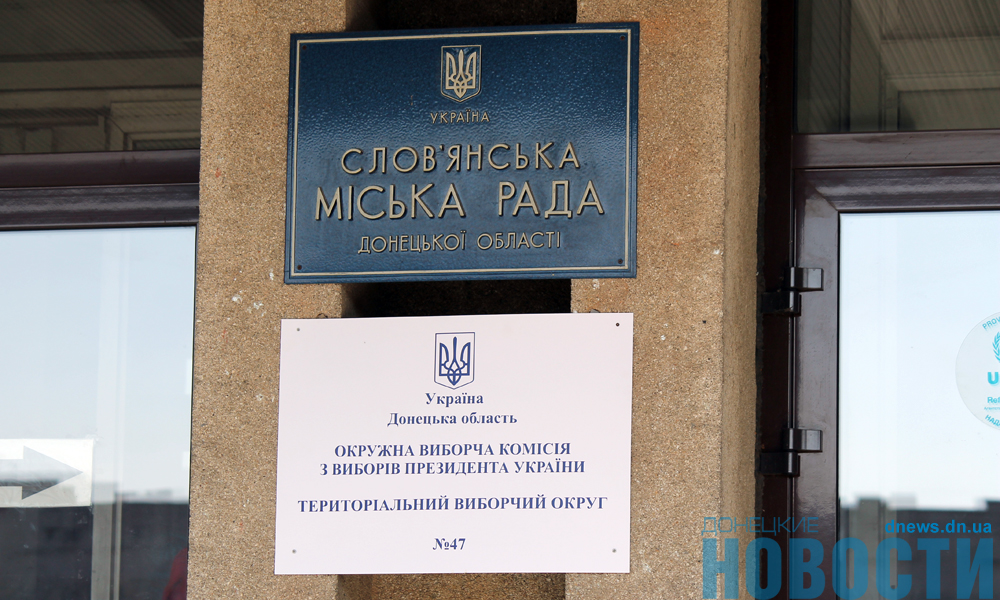 УКРАЇНА
СЛОВ'ЯНСЬКА
МІСЬКА РАДА
ДОНЕЦЬКОЇ ОБЛАСТІ
Україна
Донецька область
ОКРУЖНА ВИБОРЧА КОМІСІЯ
З ВИБОРІВ ПРЕЗИДЕНТА УКРАЇНИ
ТЕРИТОРІАЛЬНИЙ ВИБОРЧИЙ ОКРУГ
№47
ДОНЕЦКИЕ
dnews.dn.ua
НОВОСТИ